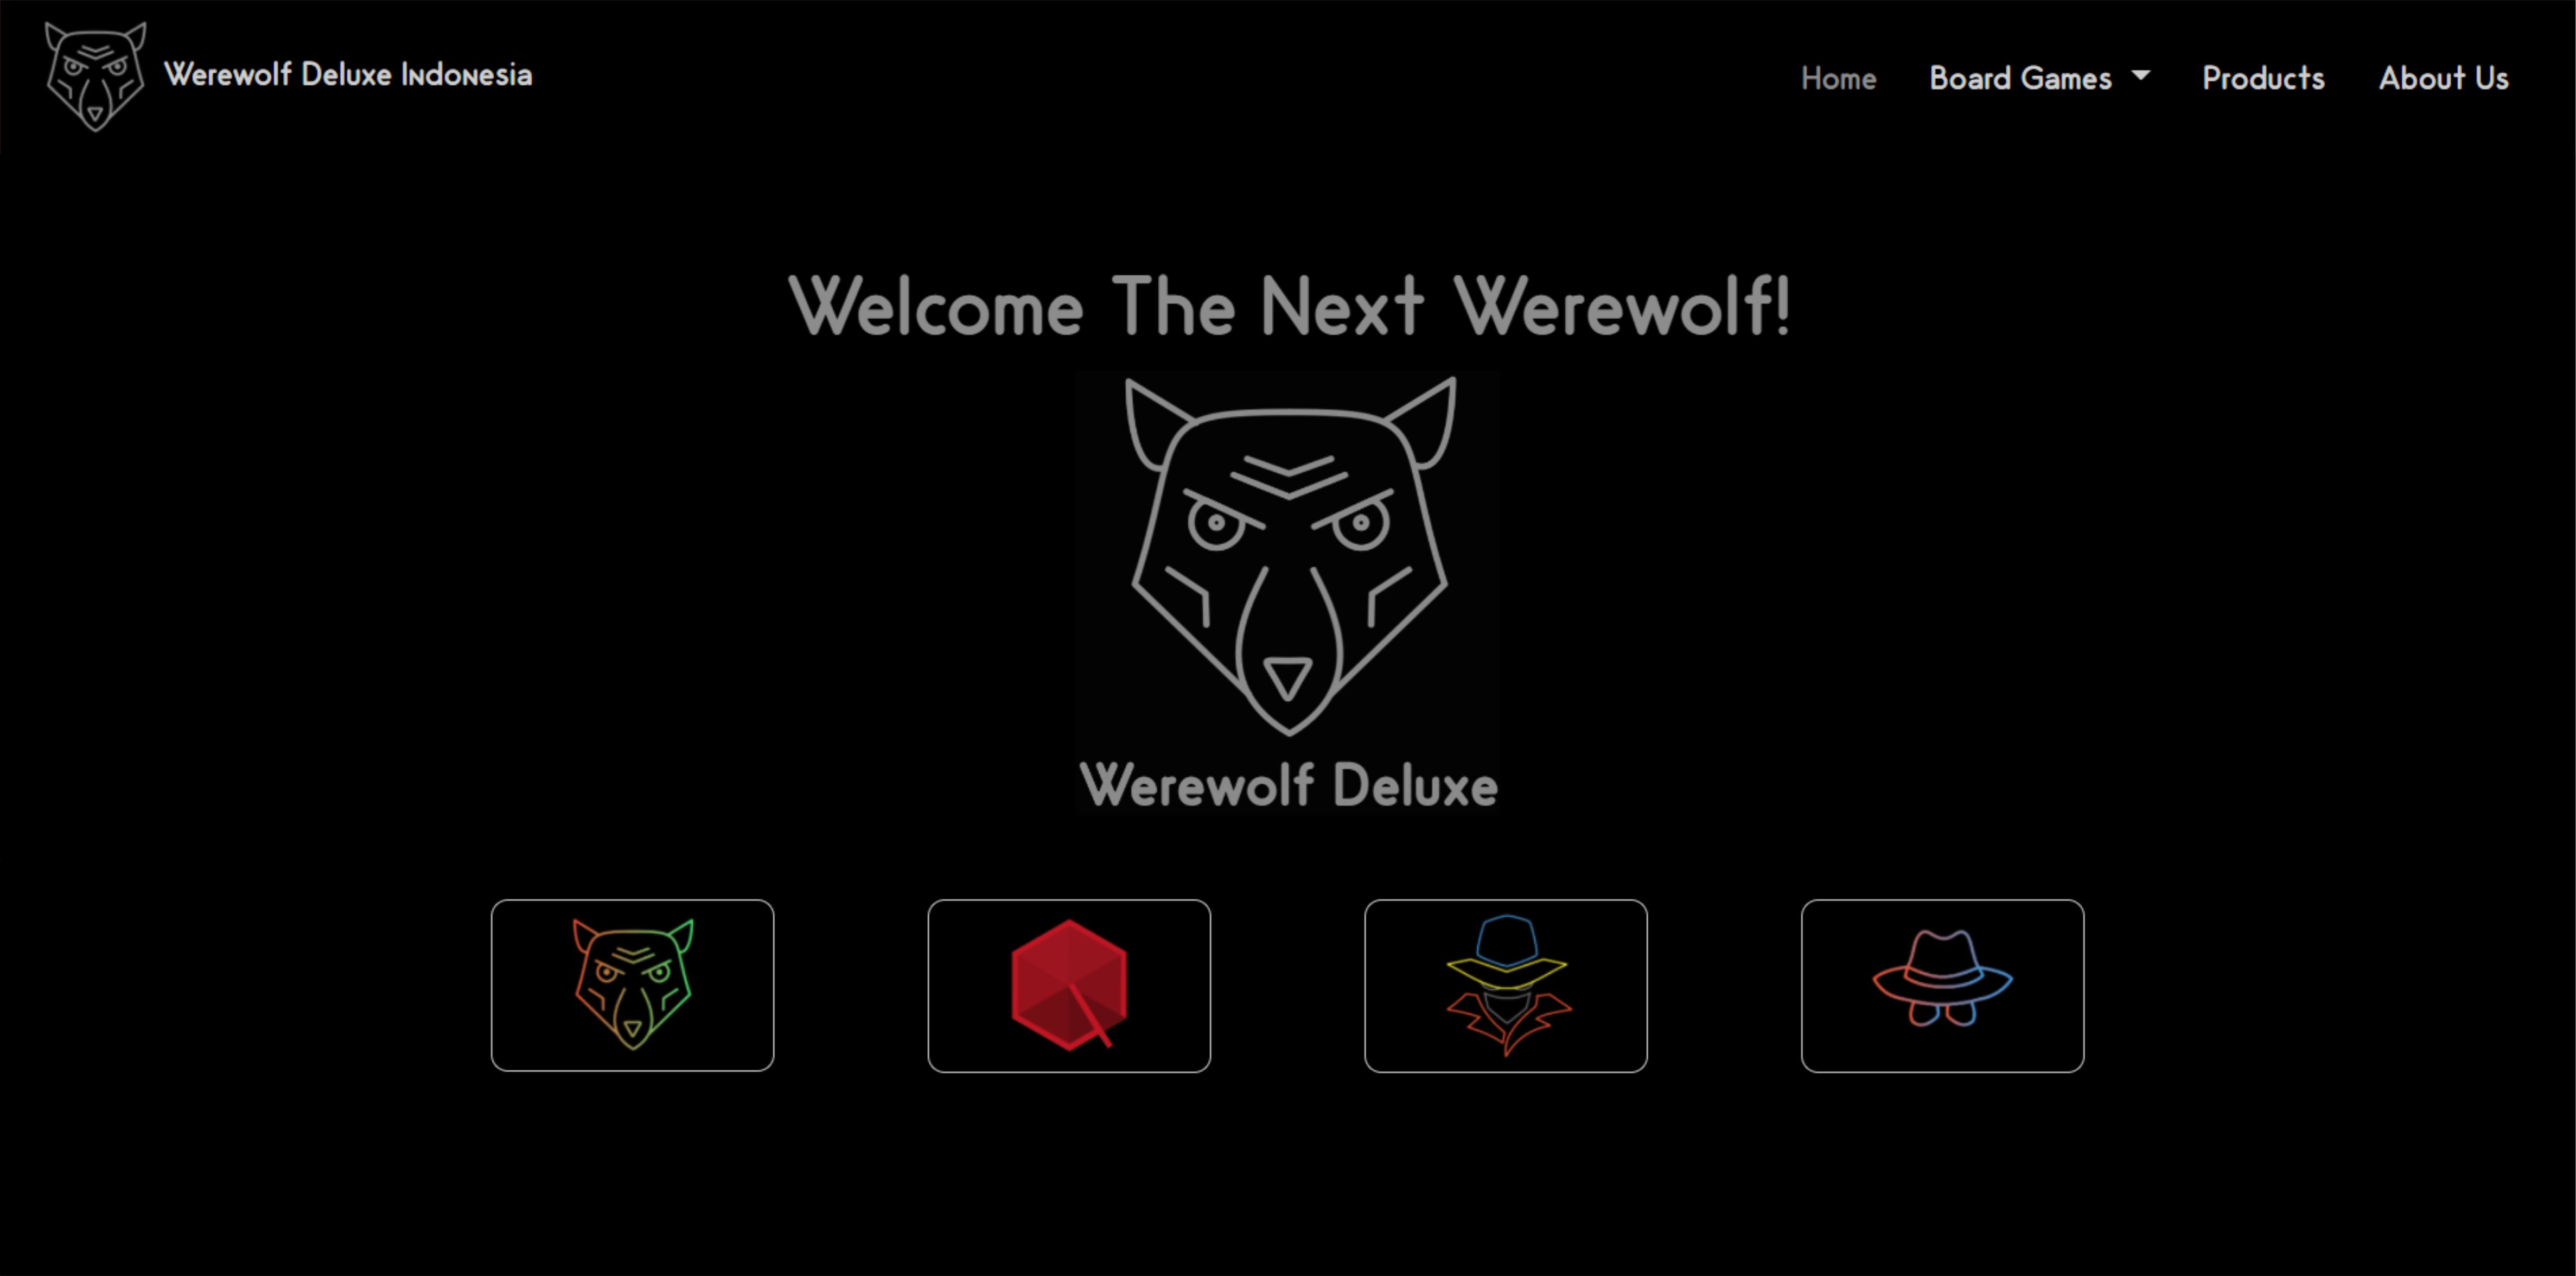 Werewolf Deluxe Indonesia
Home Board Games Products About Us
Welcome The Next Werewolf!
Werewolf Deluxe